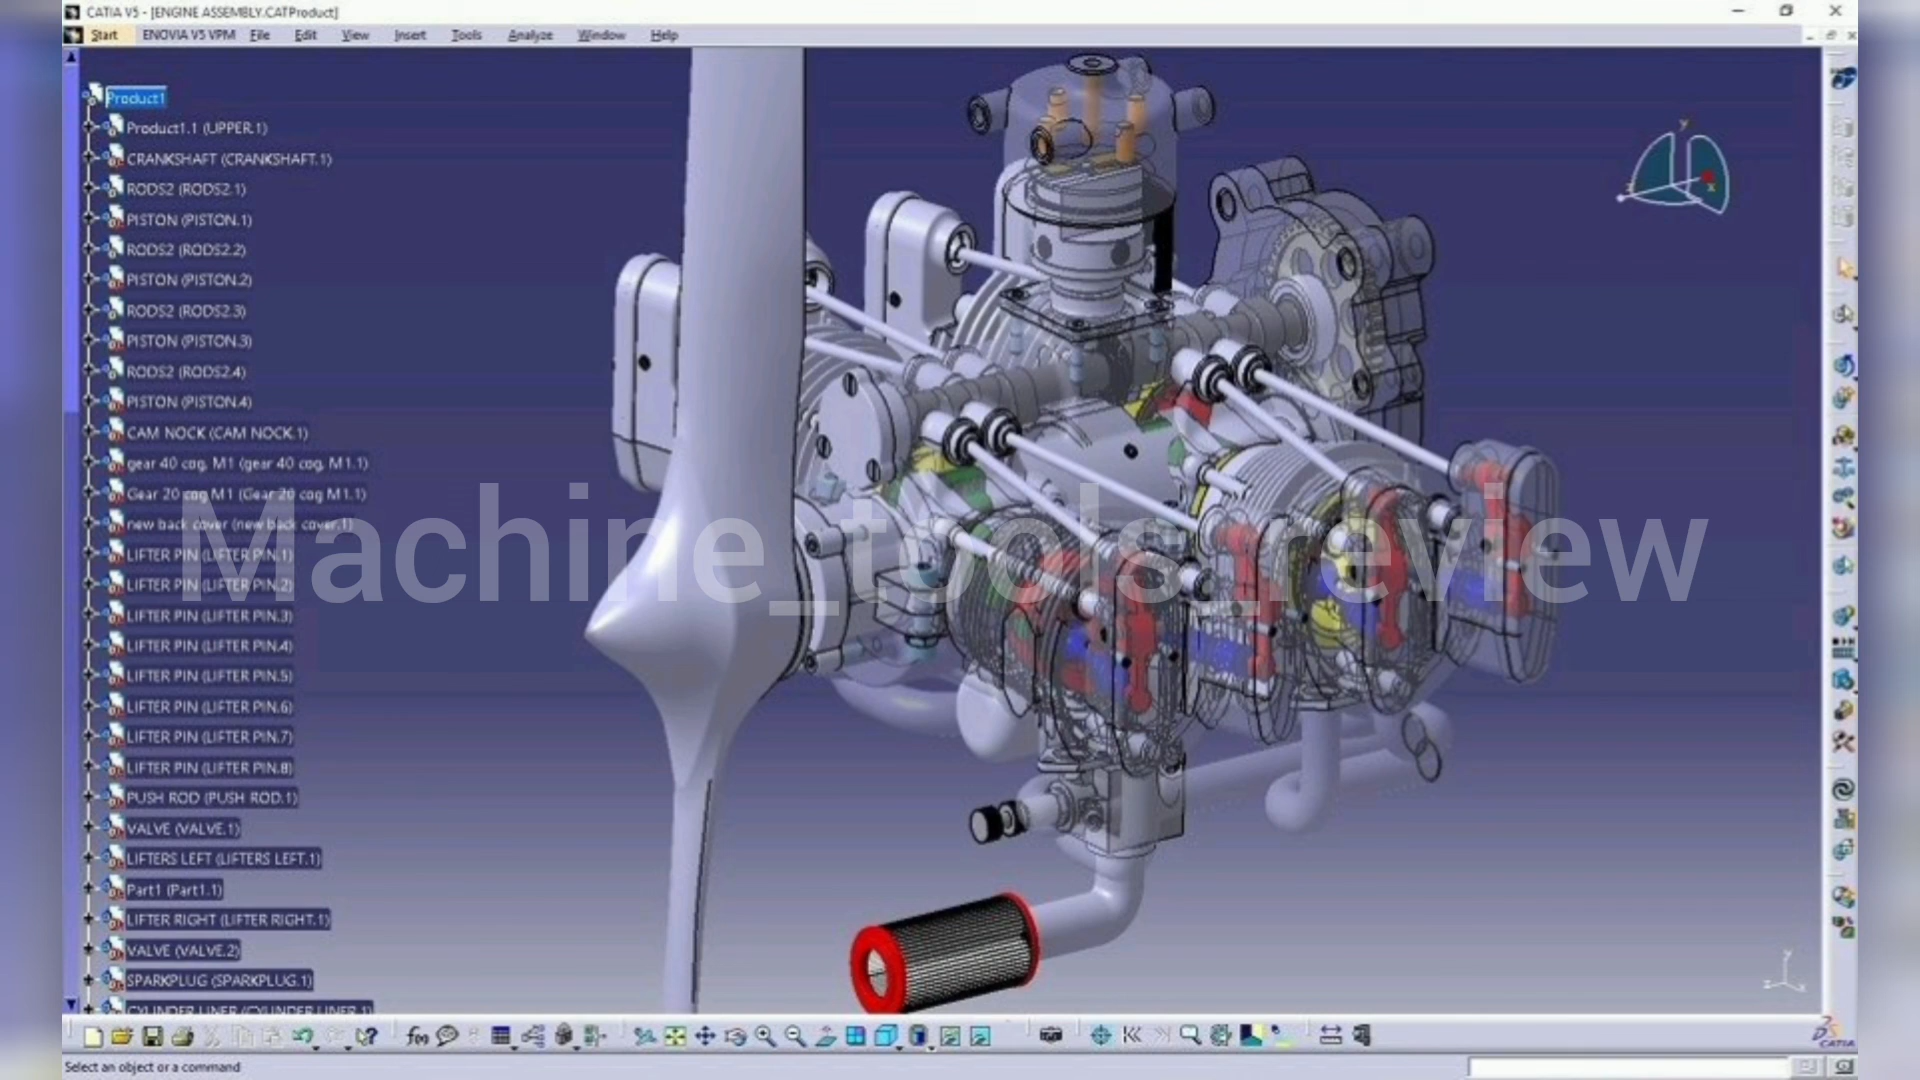 CATIA V5 - [ENGINE ASSEMBLY.CATProduct]
Start ENOVIA V5 VPM File Edit View Insert Tools Analyze Window Help
Product1
Product1.1 (UPPER.1)
CRANKSHAFT (CRANKSHAFT.1)
RODS2 (RODS2.1)
PISTON (PISTON.1)
RODS2 (RODS2.2)
PISTON (PISTON.2)
RODS2 (RODS2.3)
PISTON (PISTON.3)
RODS2 (RODS2.4)
PISTON (PISTON.4)
CAM NOCK (CAM NOCK.1)
gear 40 cog, M1 (gear 40 cog, M1.1)
Gear 20 cog M1 (Gear 20 cog M1.1)
new back cover (new back cover.1)
LIFTER PIN (LIFTER PIN.1)
Machine_tools_review
LIFTER PIN (LIFTER PIN.2)
LIFTER PIN (LIFTER PIN.3)
LIFTER PIN (LIFTER PIN.4)
LIFTER PIN (LIFTER PIN.5)
LIFTER PIN (LIFTER PIN.6)
LIFTER PIN (LIFTER PIN.7)
LIFTER PIN (LIFTER PIN.8)
PUSH ROD (PUSH ROD.1)
VALVE (VALVE.1)
LIFTERS LEFT (LIFTERS LEFT.1)
Part1 (Part1.1)
LIFTER RIGHT (LIFTER RIGHT.1)
VALVE (VALVE.2)
SPARKPLUG (SPARKPLUG.1)
CYLINDER LINER (CYLINDER LINER.1)
CATIA
Select an object or a command